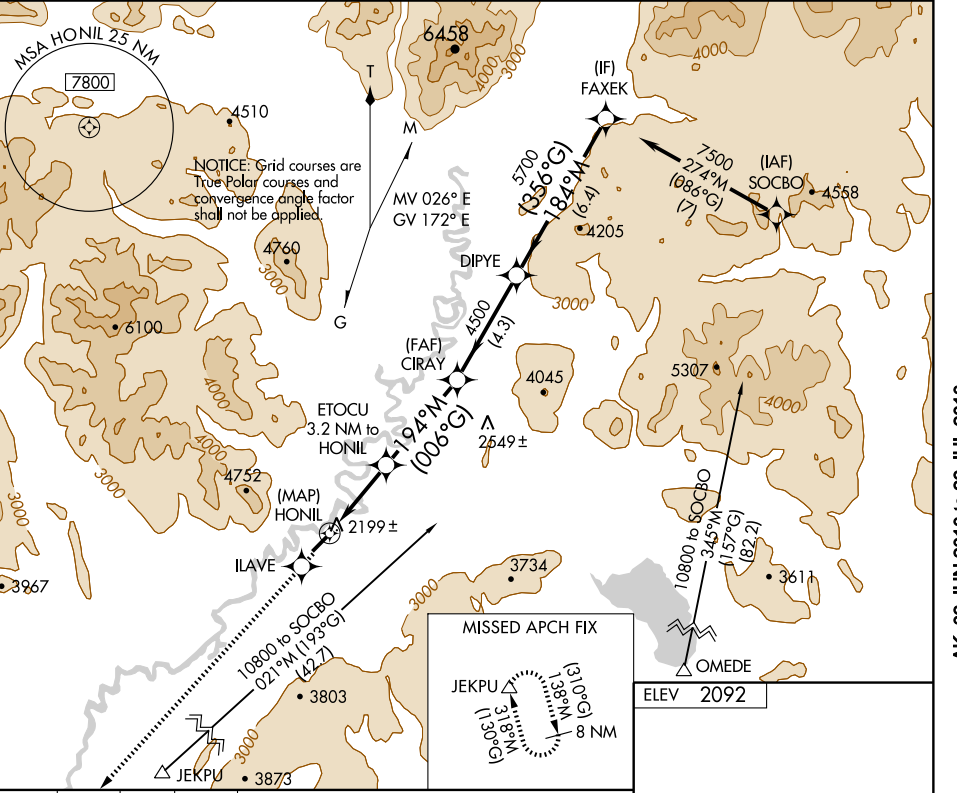 MSA HONIL 25 NM
7800
4510
6458
4000
3000
T
M
G
NOTICE: Grid courses are
True Polar courses and
convergence angle factor
shall not be applied.
MV 026° E
GV 172° E
(IF)
FAXEK
4000
5700
(356°G)
184°M
(6.4)
7500
274°M
(086°G)
(7)
(IAF)
SOCBO
4558
4205
4760
3000
DIPYE
3000
6100
4500
(4.3)
(FAF)
CIRAY
4045
5307
4000
4000
ETOCU
3.2 NM to
HONIL
194°M
(006°G)
2549±
4000
4752
3000
3000
(MAP)
HONIL
2199±
ILAVE
3967
3734
3000
10800 to SOCBO
021°M (193°G)
(42.7)
10800 to SOCBO
345°M
(157°G)
(82.2)
3611
OMEDE
3803
3000
JEKPU
3873
MISSED APCH FIX
JEKPU
(310°G)
138°M
318°M
(130°G)
8 NM
ELEV 2092